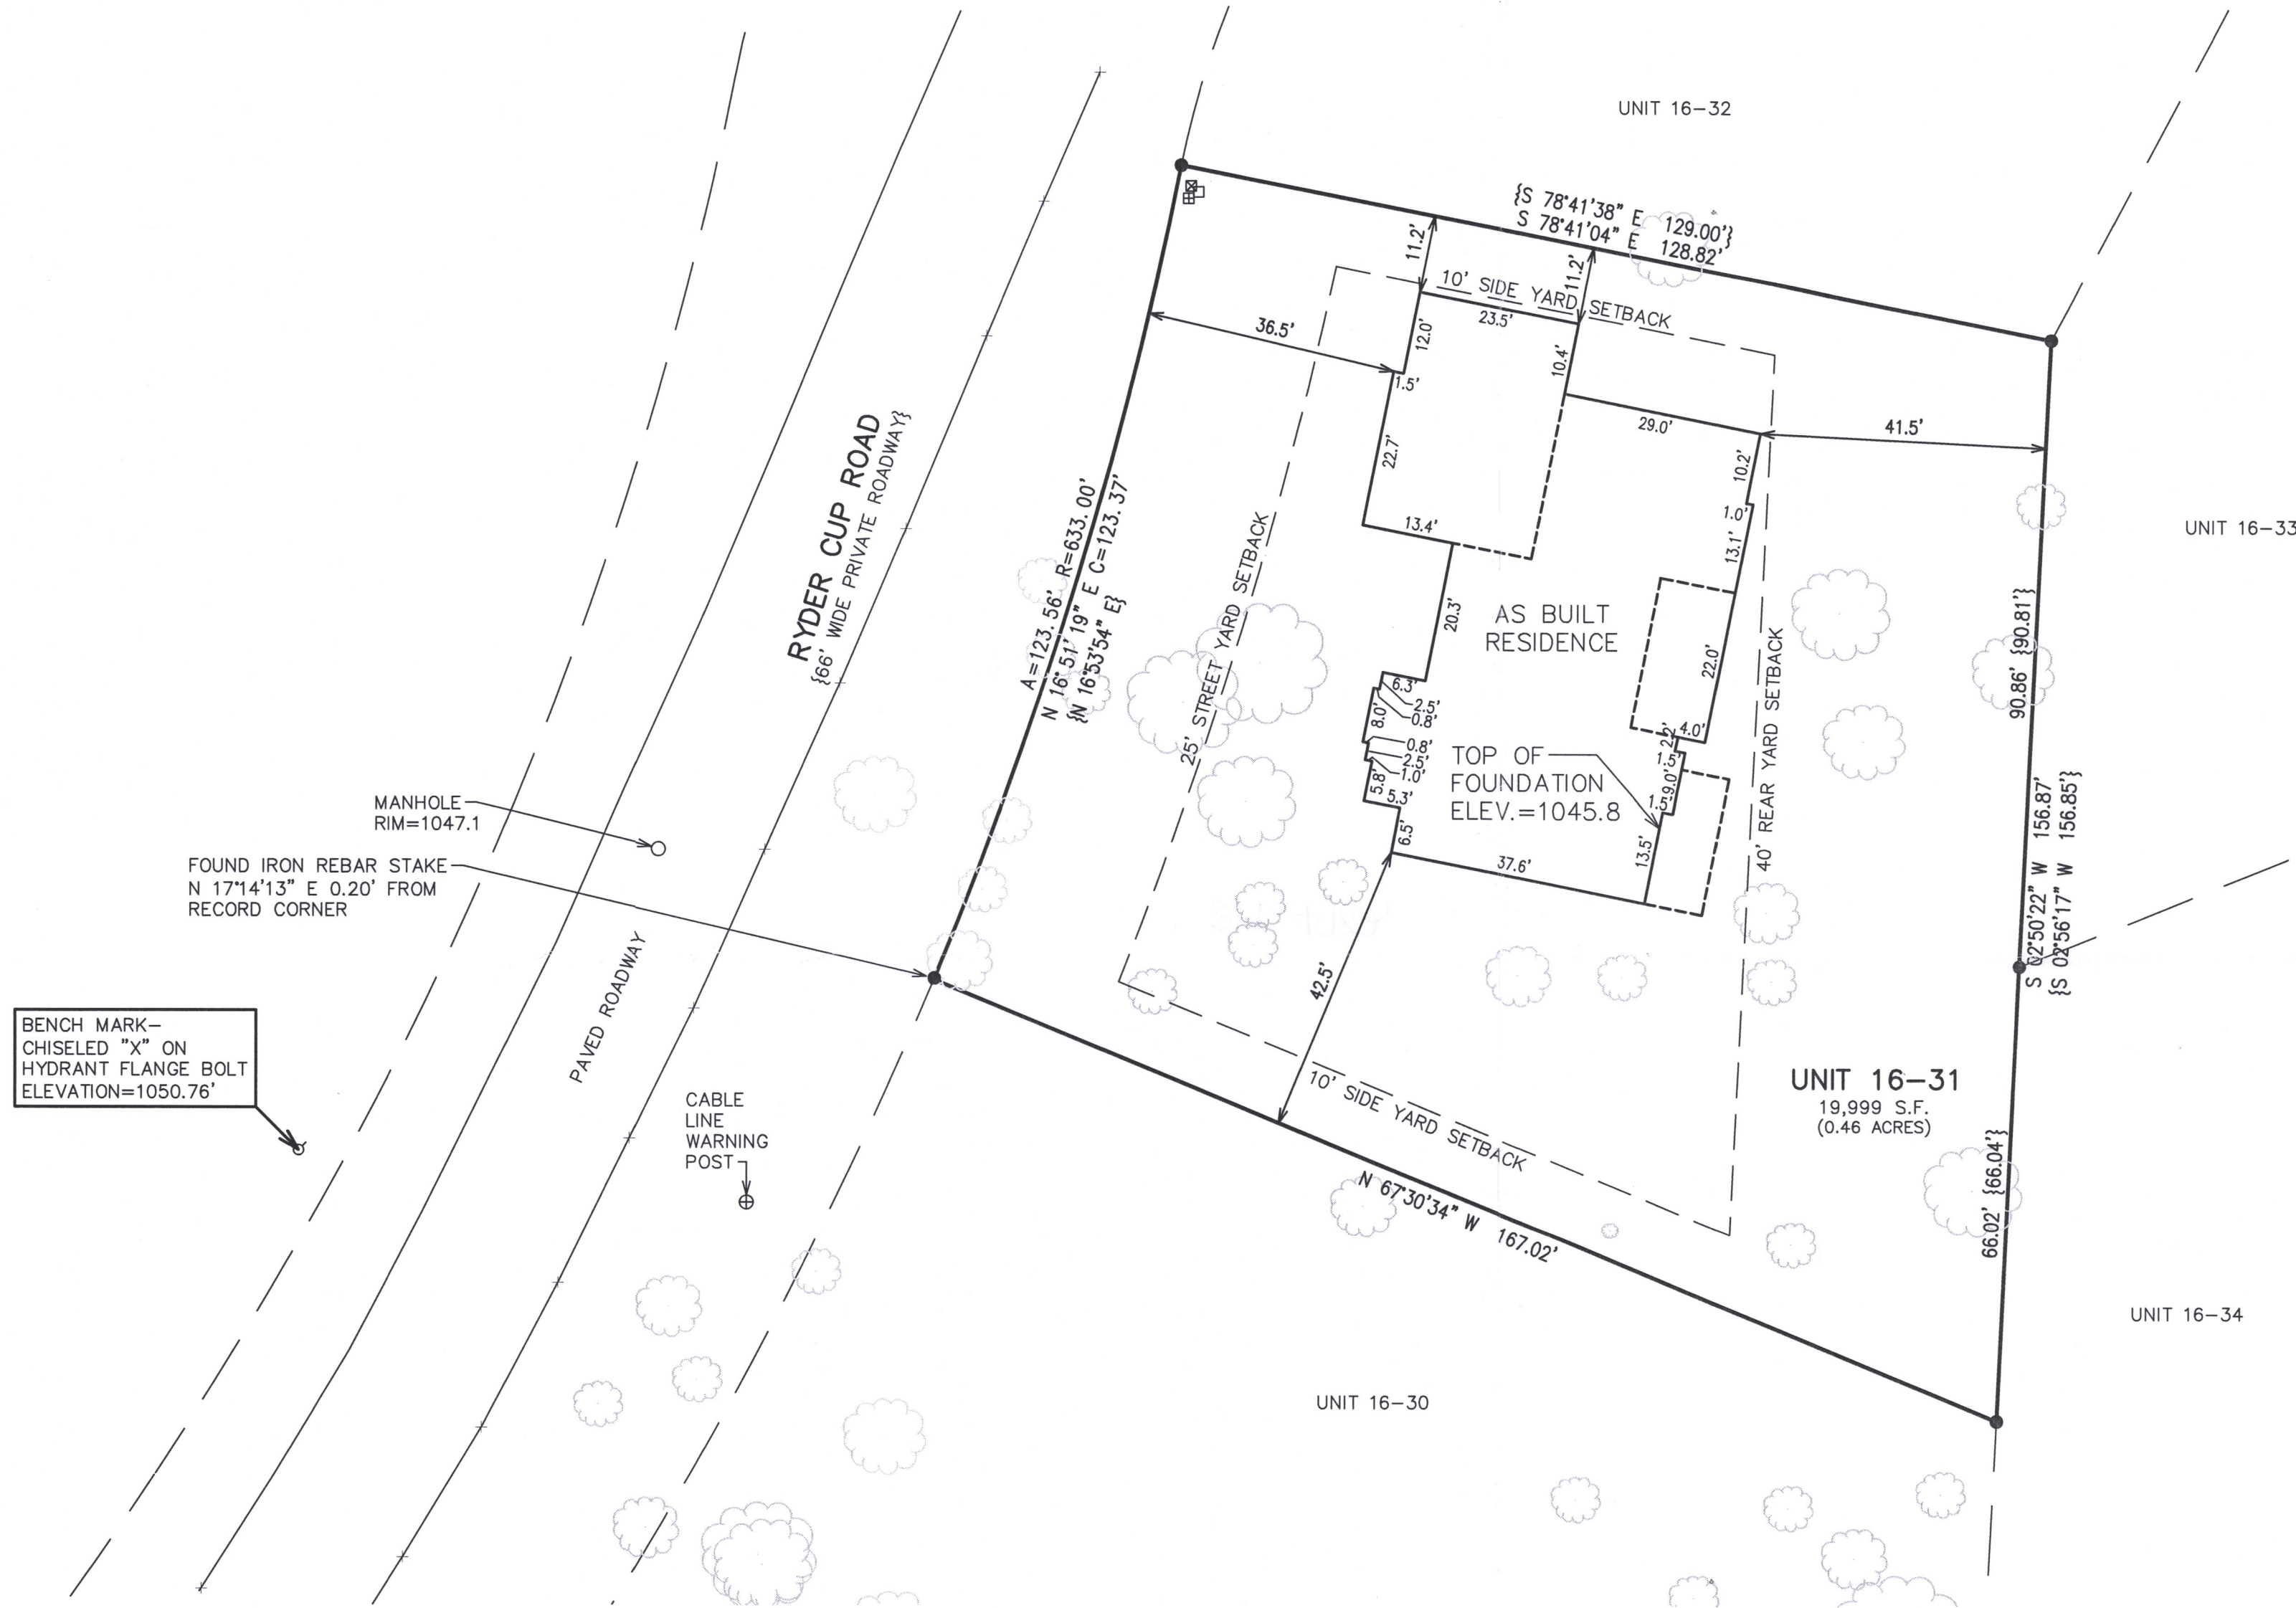 UNIT 16-32
{S 78°41'38" E 129.00'}
S 78°41'04" E 128.82'
11.2'
11.2'
10' SIDE YARD SETBACK
23.5'
36.5'
12.0'
1.5'
10.4'
29.0'
41.5'
22.7'
10.2'
1.0'
13.1'
13.4'
UNIT 16-33
RYDER CUP ROAD
{66' WIDE PRIVATE ROADWAY}
A=123.56' R=633.00'
N 16°51'19" E C=123.37'
{N 16°53'54" E}
25' STREET YARD SETBACK
20.3'
AS BUILT
RESIDENCE
22.0'
40' REAR YARD SETBACK
90.86' {90.81'}
6.3'
2.5'
0.8'
8.0'
0.8'
2.5'
1.0'
5.8'
5.3'
6.5'
4.0'
2.2'
1.5'
9.0'
1.5'
13.5'
TOP OF
FOUNDATION
ELEV.=1045.8
37.6'
MANHOLE
RIM=1047.1
FOUND IRON REBAR STAKE
N 17°14'13" E 0.20' FROM
RECORD CORNER
S 02°50'22" W 156.87'
{S 02°56'17" W 156.85'}
42.5'
PAVED ROADWAY
BENCH MARK-
CHISELED "X" ON
HYDRANT FLANGE BOLT
ELEVATION=1050.76'
CABLE
LINE
WARNING
POST
10' SIDE YARD SETBACK
UNIT 16-31
19,999 S.F.
(0.46 ACRES)
66.02' {66.04'}
N 67°30'34" W 167.02'
UNIT 16-34
UNIT 16-30